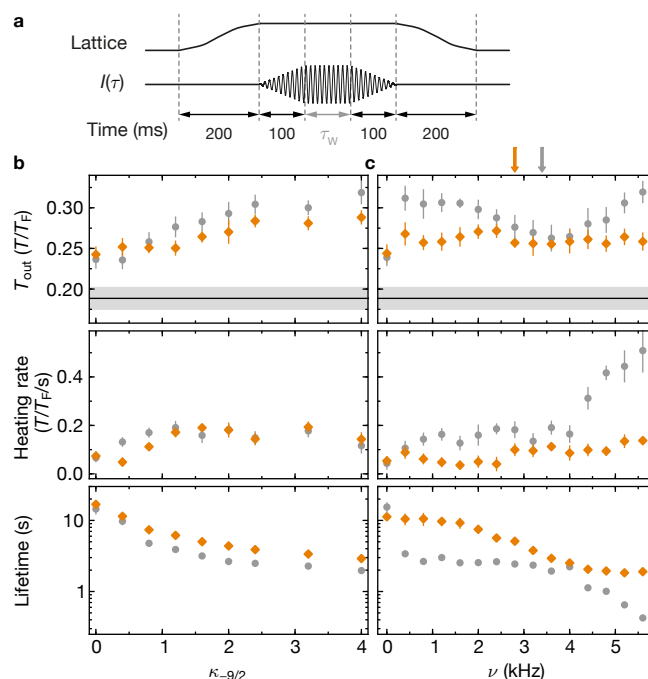 a
Lattice
I(τ)
Time (ms)
200
100
τw
100
200
b
c
Tout (T/TF)
0.30
0.25
0.20
Heating rate
(T/TF/s)
0.4
0.2
0.0
Lifetime (s)
10
1
0 1 2 3 4
κ−9/2
0 1 2 3 4 5
ν (kHz)